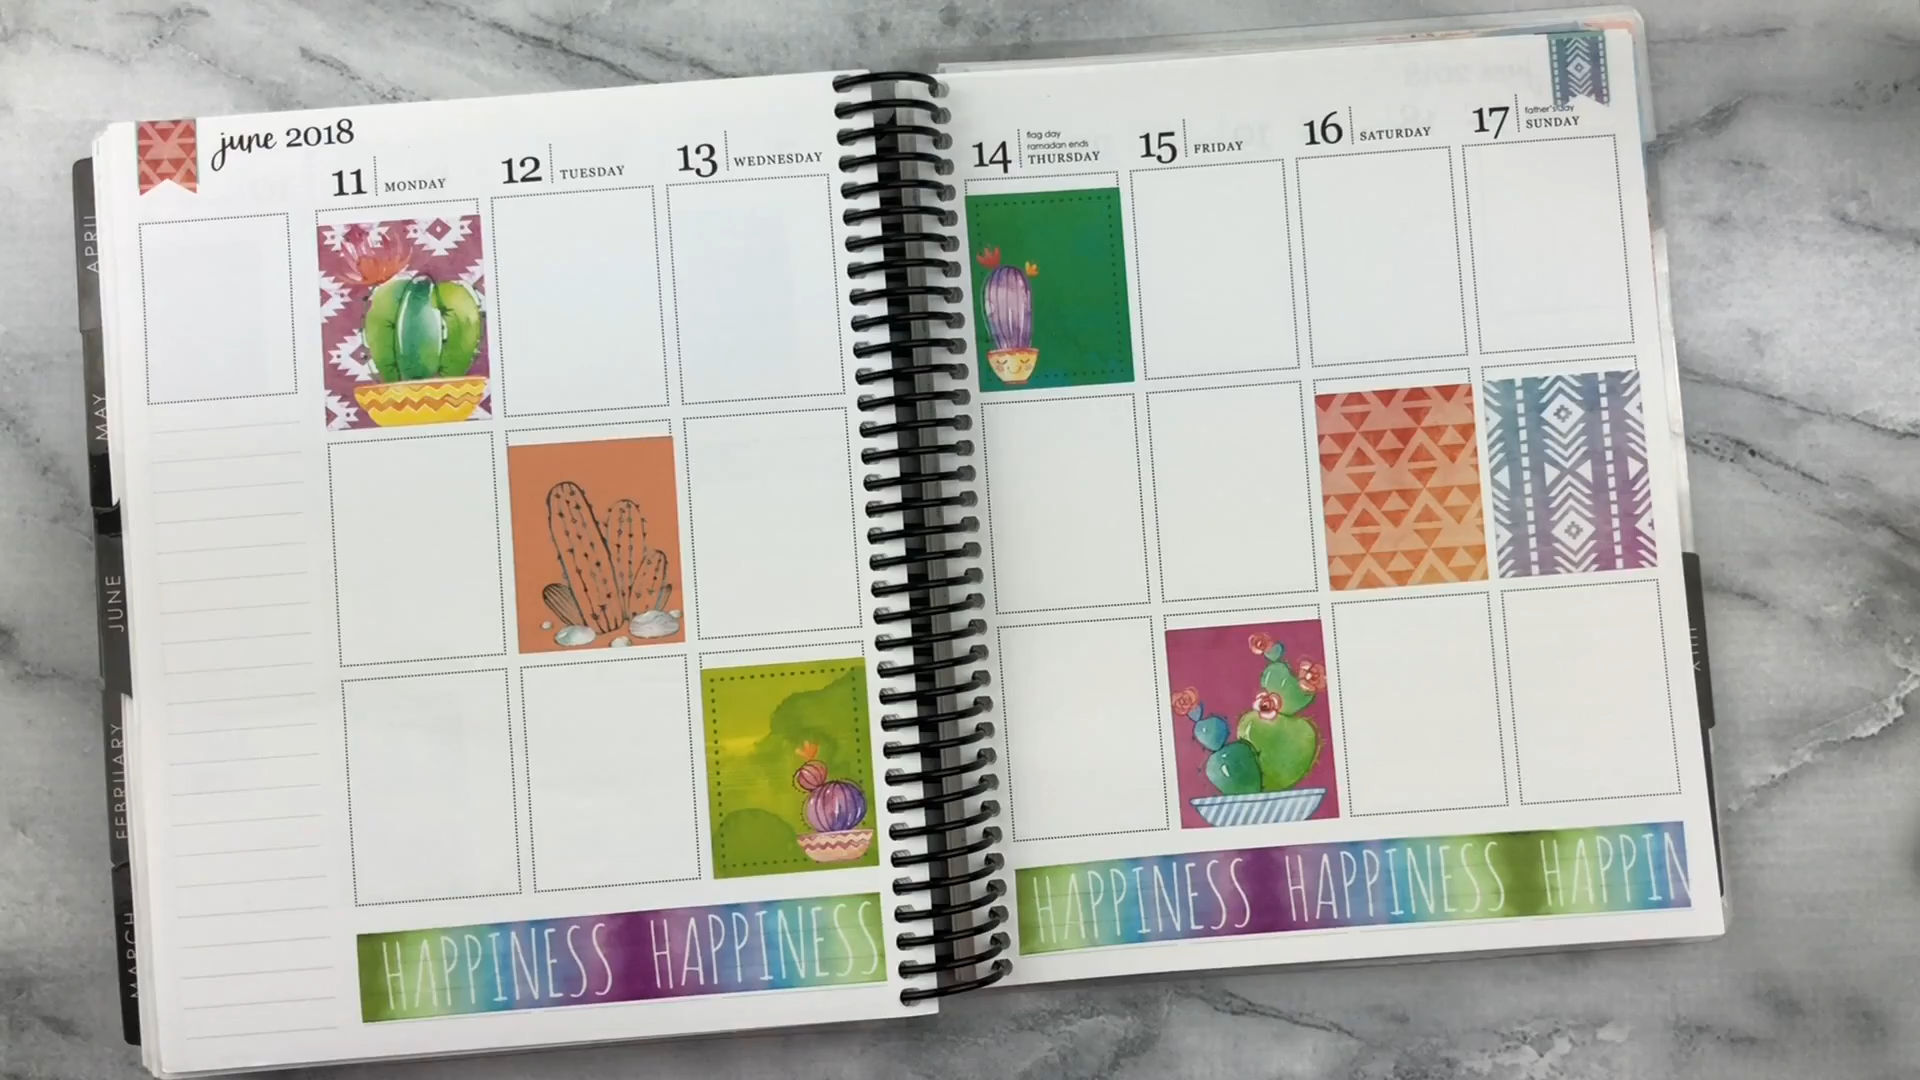 june 2018
11 MONDAY
12 TUESDAY
13 WEDNESDAY
14 flag day
ramadan ends
THURSDAY
15 FRIDAY
16 SATURDAY
17 father's day
SUNDAY
APRIL
MAY
JUNE
FEBRUARY
MARCH
XIII
HAPPINESS HAPPINESS
HAPPINESS HAPPINESS HAPPIN